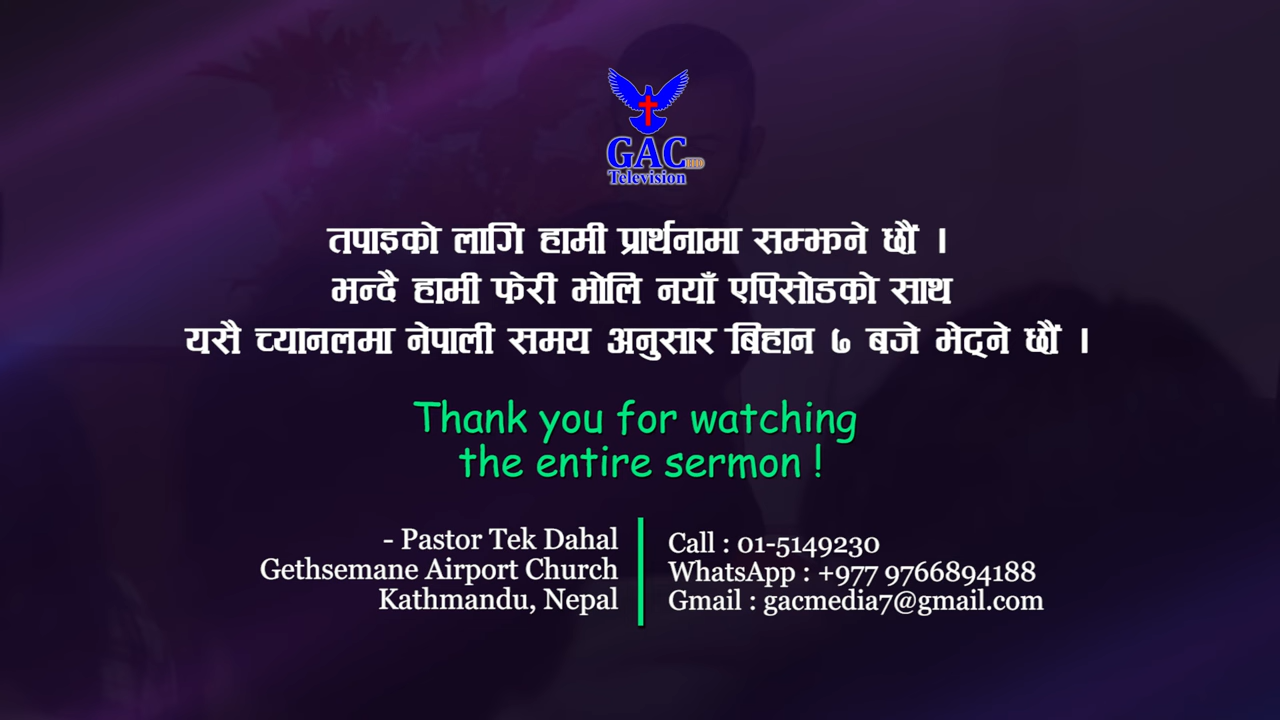 GAC HD
Television
तपाइको लागि हामी प्रार्थनामा सम्झने छौं ।
भन्दै हामी फेरी भोलि नयाँ एपिसोडको साथ
यसै च्यानलमा नेपाली समय अनुसार बिहान ७ बजे भेट्ने छौं ।
Thank you for watching
the entire sermon !
- Pastor Tek Dahal
Gethsemane Airport Church
Kathmandu, Nepal
Call : 01-5149230
WhatsApp : +977 9766894188
Gmail : gacmedia7@gmail.com